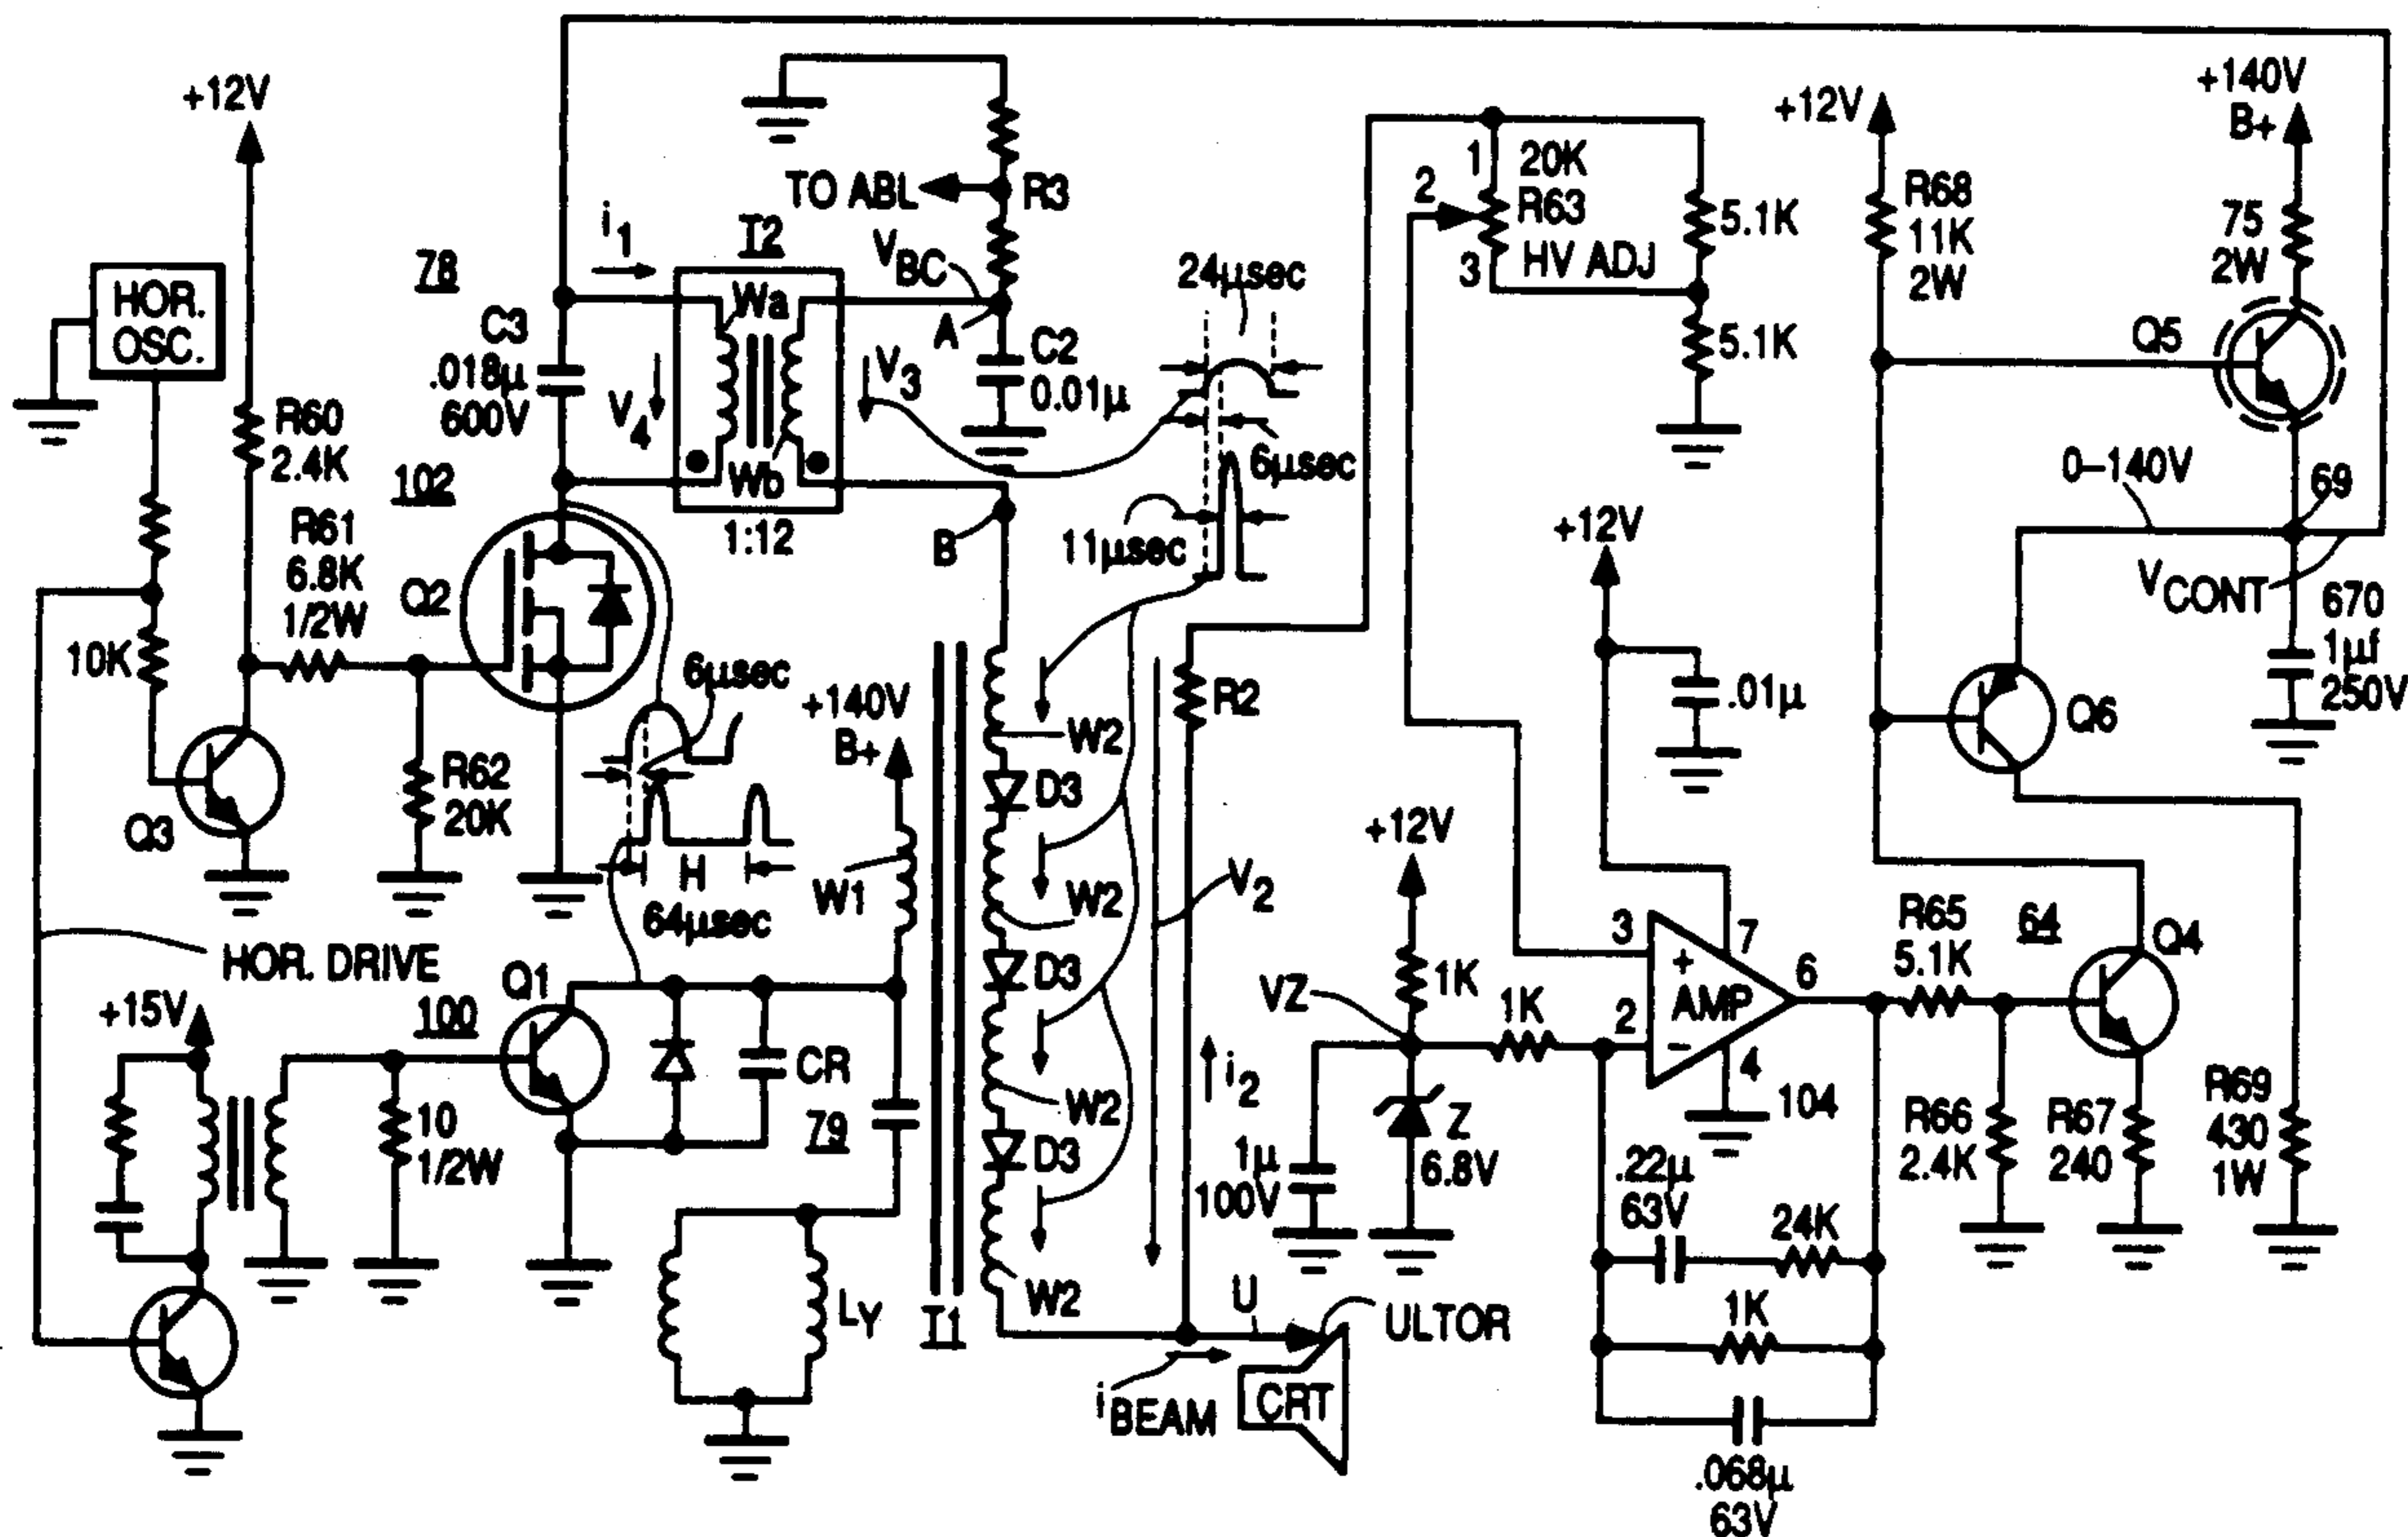 +12V
+140V
B+
+12V
1
20K
2
R63
3
HV ADJ
5.1K
5.1K
R68
11K
2W
75
2W
TO ABL
R3
i1
T2
VBC
78
Wa
24μsec
HOR.
OSC.
C3
.018μ
600V
A
C2
0.01μ
V3
V4
Q5
R60
2.4K
102
Wb
6μsec
0–140V
69
1:12
B
11μsec
R61
6.8K
1/2W
Q2
+12V
VCONT
670
1μf
250V
10K
6μsec
+140V
B+
R2
.01μ
Q6
W2
R62
20K
D3
Q3
+12V
H
64μsec
W1
W2
V2
R65
5.1K
64
Q4
HOR. DRIVE
3
+
7
6
AMP
2
–
4
104
Q1
D3
VZ
1K
1K
+15V
100
CR
i2
79
W2
10
1/2W
D3
Z
6.8V
1μ
100V
R66
2.4K
R67
240
R69
430
1W
.22μ
63V
24K
LY
T1
W2
U
ULTOR
1K
iBEAM
CRT
.068μ
63V